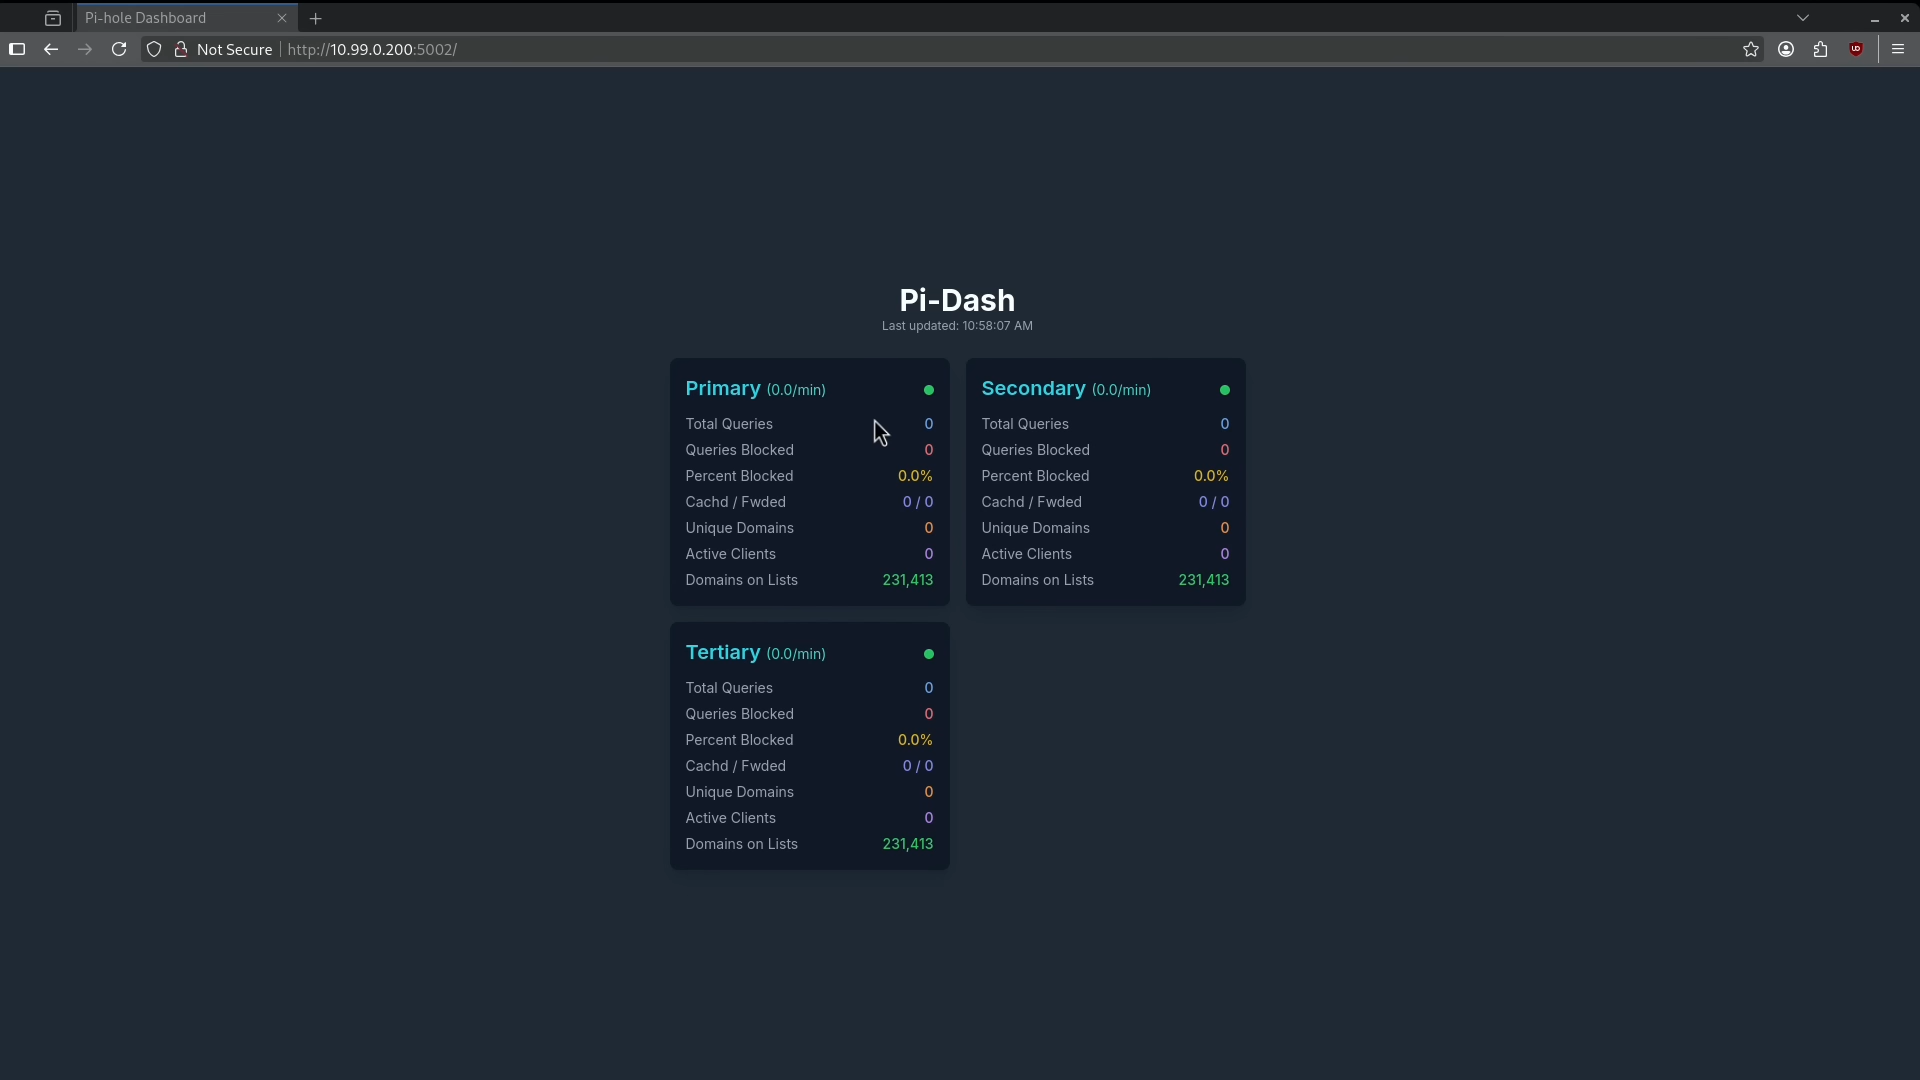 Pi-hole Dashboard
Not Secure http://10.99.0.200:5002/
Pi-Dash
Last updated: 10:58:07 AM
Primary (0.0/min)
Total Queries 0
Queries Blocked 0
Percent Blocked 0.0%
Cachd / Fwded 0 / 0
Unique Domains 0
Active Clients 0
Domains on Lists 231,413
Secondary (0.0/min)
Total Queries 0
Queries Blocked 0
Percent Blocked 0.0%
Cachd / Fwded 0 / 0
Unique Domains 0
Active Clients 0
Domains on Lists 231,413
Tertiary (0.0/min)
Total Queries 0
Queries Blocked 0
Percent Blocked 0.0%
Cachd / Fwded 0 / 0
Unique Domains 0
Active Clients 0
Domains on Lists 231,413